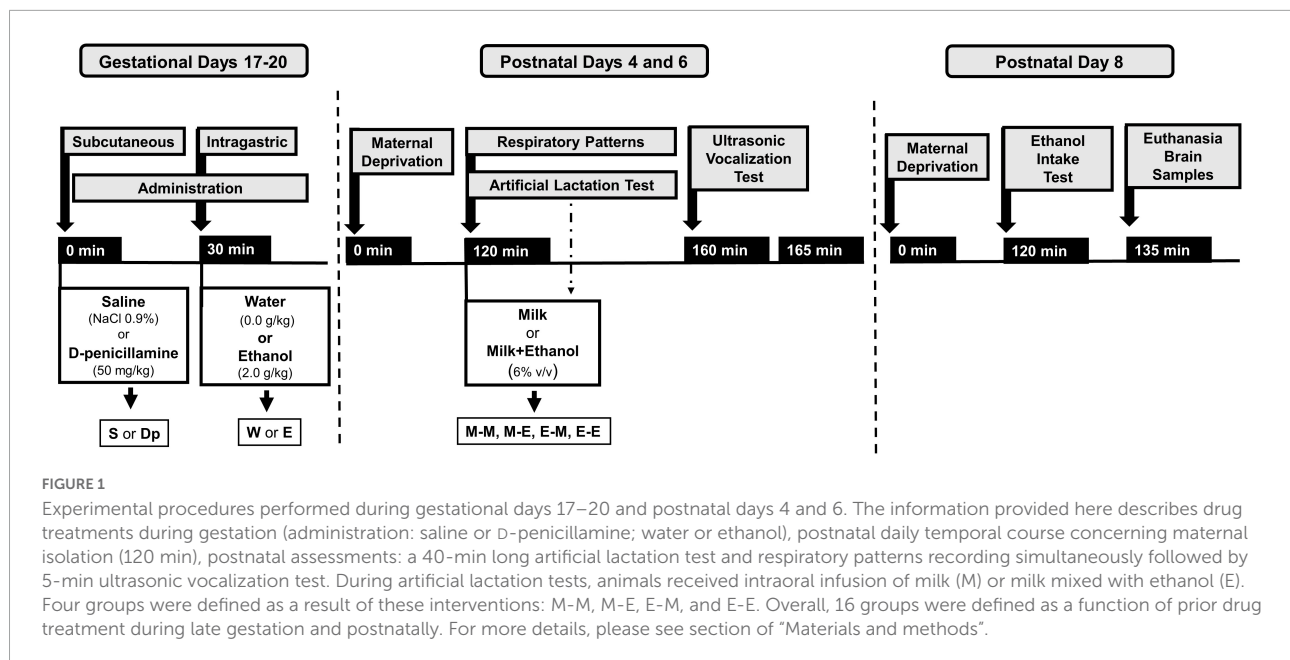 Gestational Days 17-20
Subcutaneous
Intragastric
Administration
0 min
30 min
Saline
(NaCl 0.9%)
or
D-penicillamine
(50 mg/kg)
Water
(0.0 g/kg)
or
Ethanol
(2.0 g/kg)
S or Dp
W or E
Postnatal Days 4 and 6
Maternal
Deprivation
Respiratory Patterns
Artificial Lactation Test
Ultrasonic
Vocalization
Test
0 min
120 min
160 min
165 min
Milk
or
Milk+Ethanol
(6% v/v)
M-M, M-E, E-M, E-E
Postnatal Day 8
Maternal
Deprivation
Ethanol
Intake
Test
Euthanasia
Brain
Samples
0 min
120 min
135 min
FIGURE 1
Experimental procedures performed during gestational days 17–20 and postnatal days 4 and 6. The information provided here describes drug
treatments during gestation (administration: saline or D-penicillamine; water or ethanol), postnatal daily temporal course concerning maternal
isolation (120 min), postnatal assessments: a 40-min long artificial lactation test and respiratory patterns recording simultaneously followed by
5-min ultrasonic vocalization test. During artificial lactation tests, animals received intraoral infusion of milk (M) or milk mixed with ethanol (E).
Four groups were defined as a result of these interventions: M-M, M-E, E-M, and E-E. Overall, 16 groups were defined as a function of prior drug
treatment during late gestation and postnatally. For more details, please see section of “Materials and methods”.